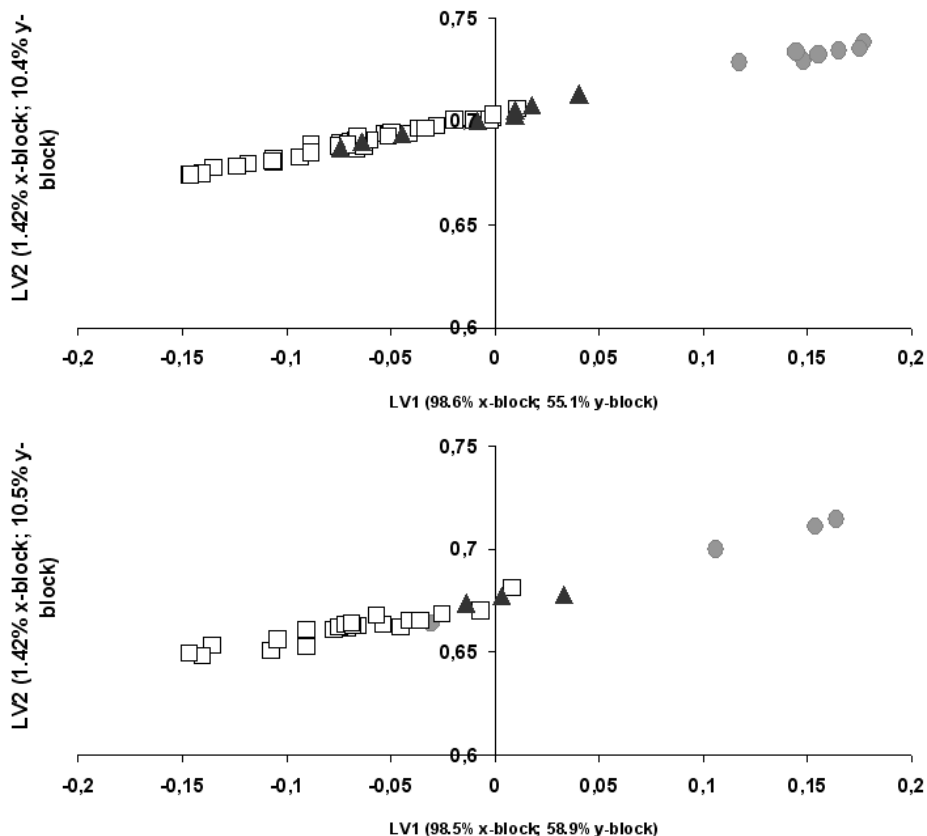 LV2 (1.42% x-block; 10.4% y-
block)
0,75
0,7
0,65
0,6
-0,2 -0,15 -0,1 -0,05 0 0,05 0,1 0,15 0,2
LV1 (98.6% x-block; 55.1% y-block)
LV2 (1.42% x-block; 10.5% y-
block)
0,75
0,7
0,65
0,6
-0,2 -0,15 -0,1 -0,05 0 0,05 0,1 0,15 0,2
LV1 (98.5% x-block; 58.9% y-block)